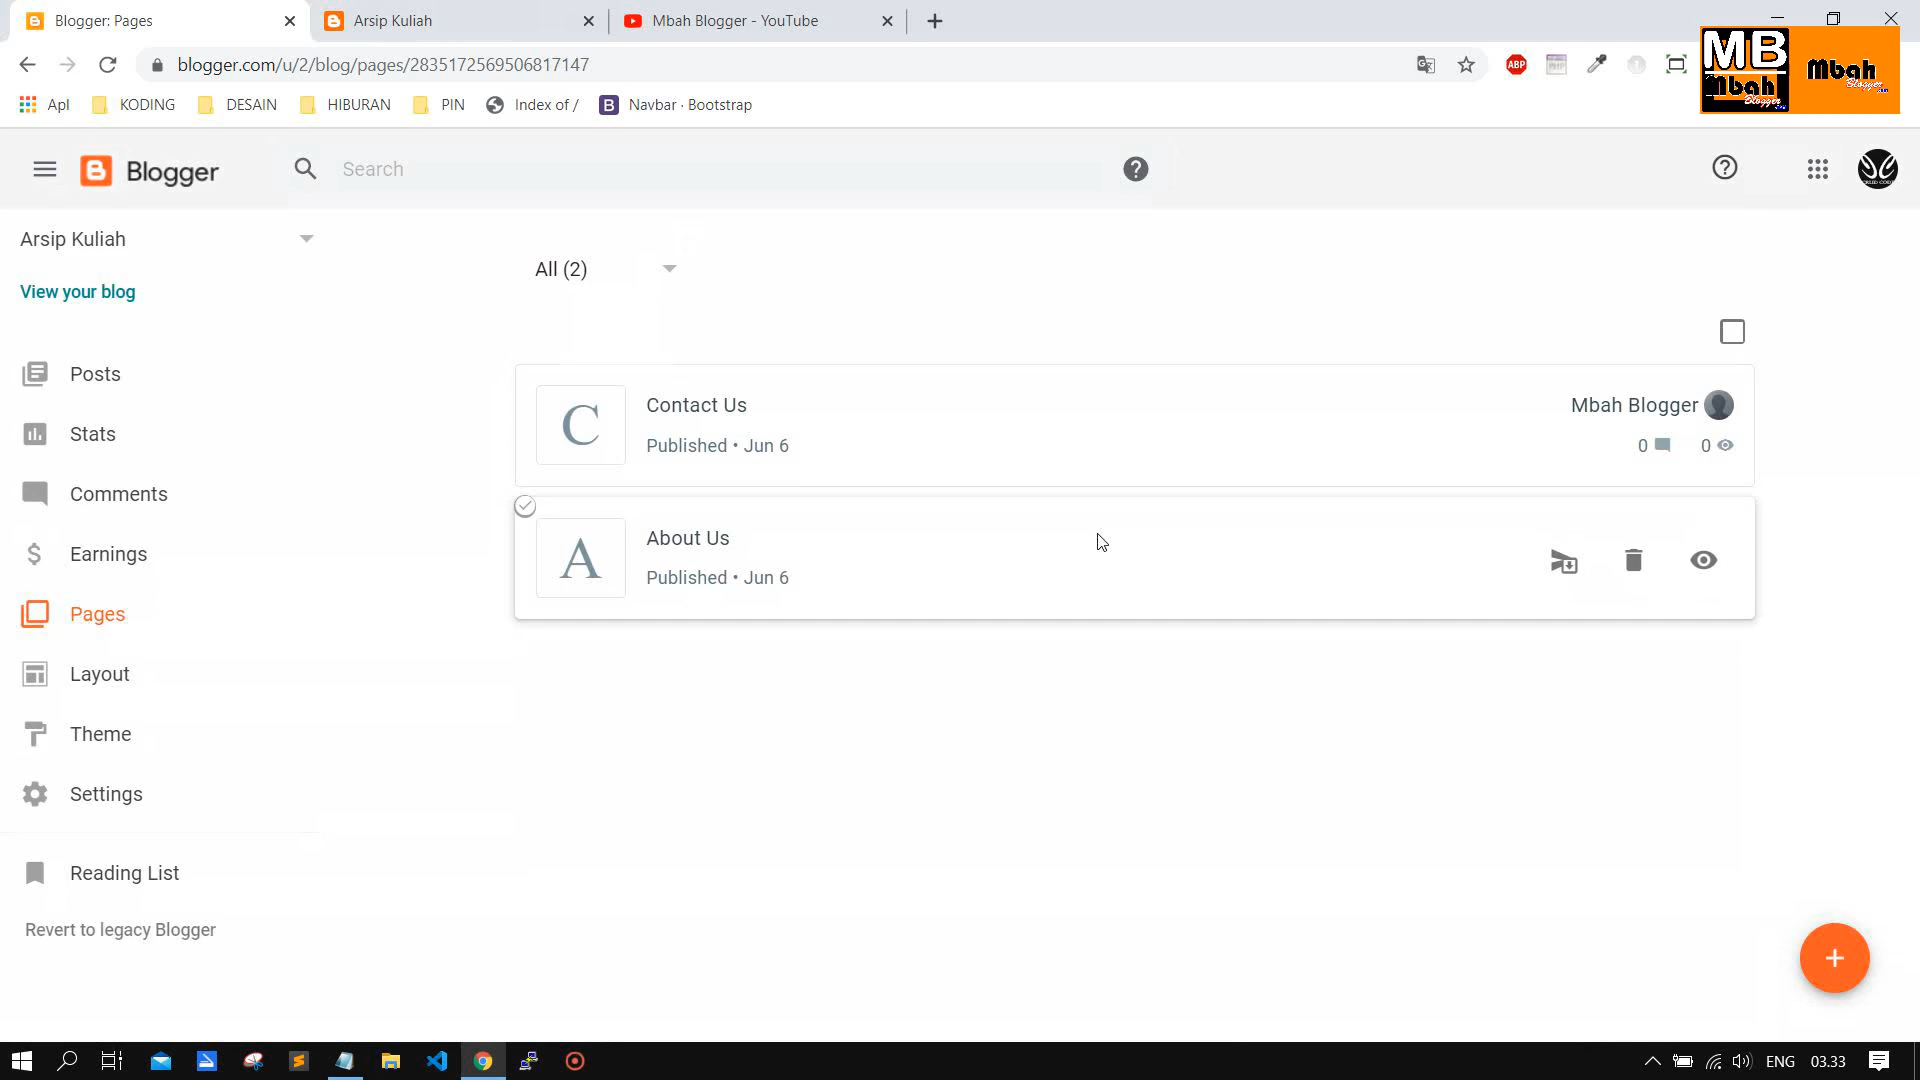 Blogger: Pages
Arsip Kuliah
Mbah Blogger - YouTube
blogger.com/u/2/blog/pages/2835172569506817147
ABP
MB
Mbah
Blogger
Mbah
Blogger
Apl
KODING
DESAIN
HIBURAN
PIN
Index of /
B
Navbar · Bootstrap
Blogger
Search
Arsip Kuliah
View your blog
All (2)
Posts
Stats
Comments
Earnings
Pages
Layout
Theme
Settings
Reading List
Revert to legacy Blogger
C
Contact Us
Published • Jun 6
Mbah Blogger
0
0
A
About Us
Published • Jun 6
ENG
03.33